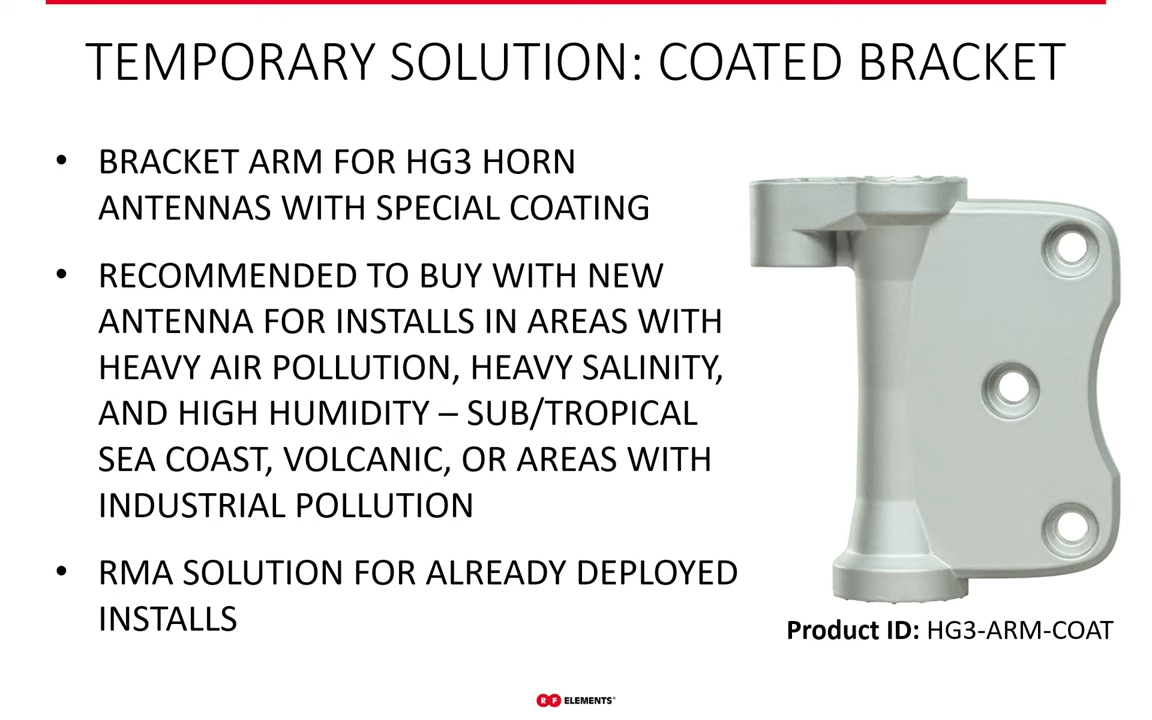 TEMPORARY SOLUTION: COATED BRACKET
• BRACKET ARM FOR HG3 HORN
ANTENNAS WITH SPECIAL COATING
• RECOMMENDED TO BUY WITH NEW
ANTENNA FOR INSTALLS IN AREAS WITH
HEAVY AIR POLLUTION, HEAVY SALINITY,
AND HIGH HUMIDITY – SUB/TROPICAL
SEA COAST, VOLCANIC, OR AREAS WITH
INDUSTRIAL POLLUTION
• RMA SOLUTION FOR ALREADY DEPLOYED
INSTALLS
Product ID: HG3-ARM-COAT
RF ELEMENTS®